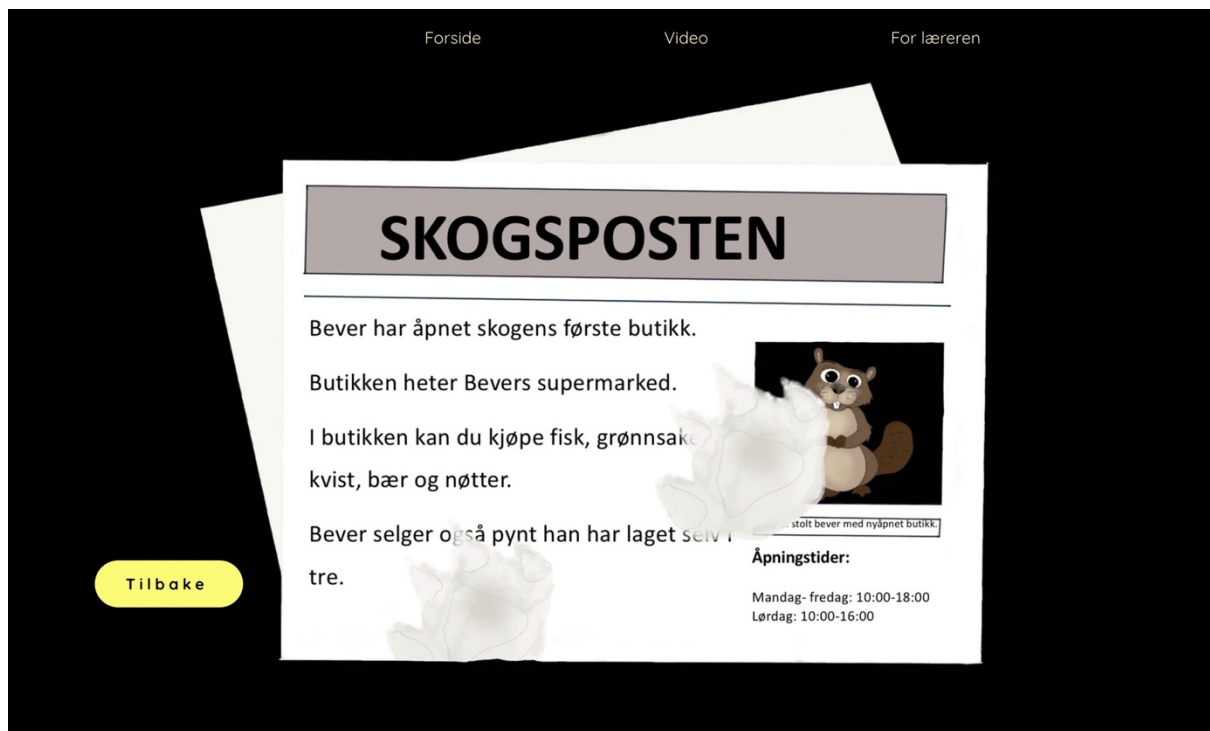 Forside Video For læreren
SKOGSPOSTEN
Bever har åpnet skogens første butikk.
Butikken heter Bevers supermarked.
I butikken kan du kjøpe fisk, grønnsake
kvist, bær og nøtter.
Bever selger også pynt han har laget selv i
tre.
stolt bever med nyåpnet butikk.
Åpningstider:
Mandag- fredag: 10:00-18:00
Lørdag: 10:00-16:00
Tilbake